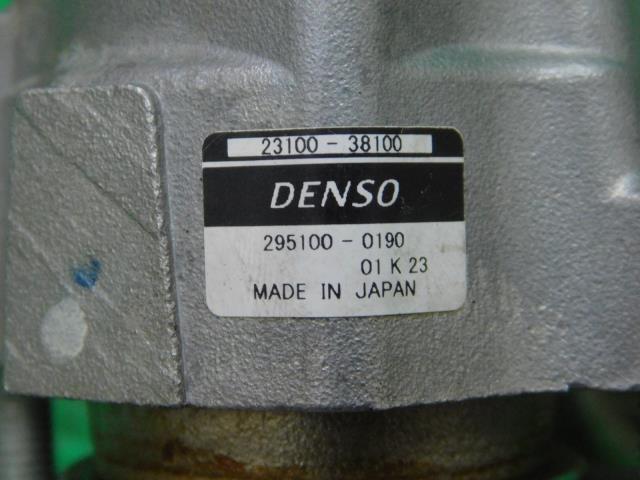 23100-38100
DENSO
295100-0190
01 K 23
MADE IN JAPAN